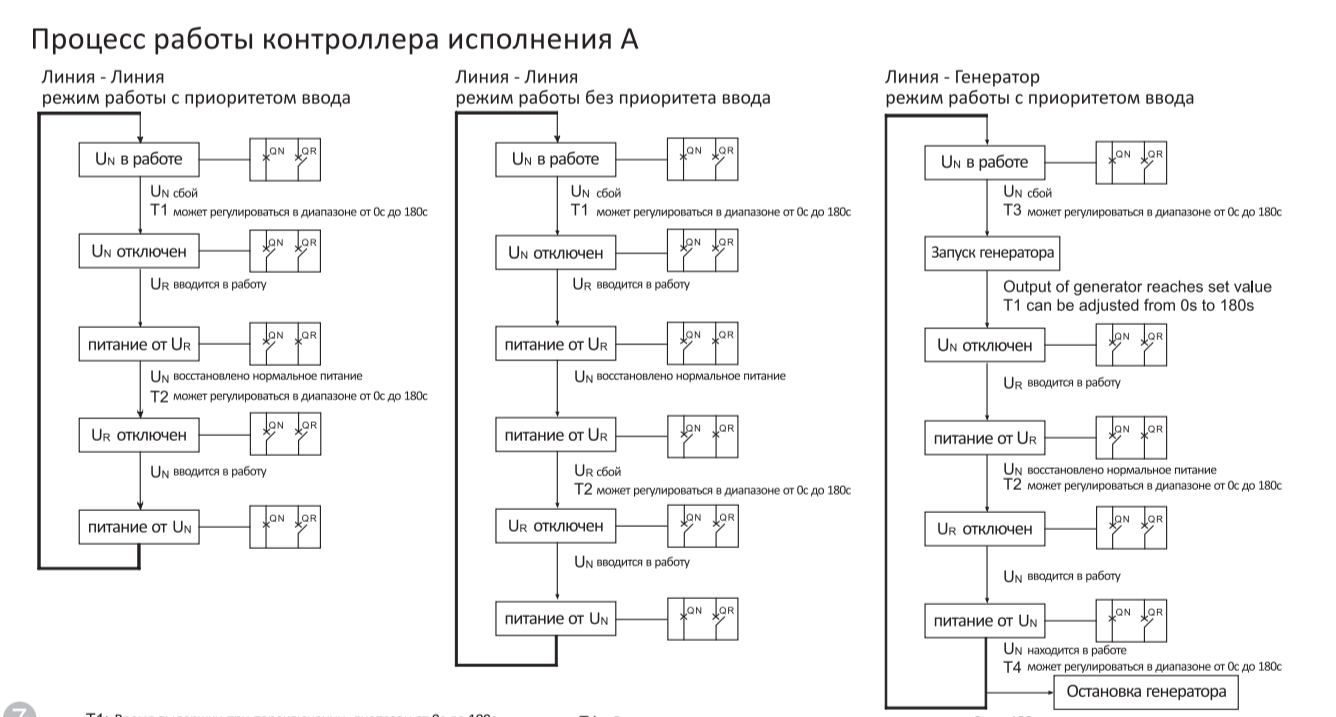 Процесс работы контроллера исполнения А
Линия - Линия
режим работы с приоритетом ввода
UN в работе
QN QR
UN сбой
T1 может регулироваться в диапазоне от 0с до 180с
UN отключен
QN QR
UR вводится в работу
питание от UR
QN QR
UN восстановлено нормальное питание
T2 может регулироваться в диапазоне от 0с до 180с
UR отключен
QN QR
UN вводится в работу
питание от UN
QN QR
Линия - Линия
режим работы без приоритета ввода
UN в работе
QN QR
UN сбой
T1 может регулироваться в диапазоне от 0с до 180с
UN отключен
QN QR
UR вводится в работу
питание от UR
QN QR
UN восстановлено нормальное питание
питание от UR
QN QR
UR сбой
T2 может регулироваться в диапазоне от 0с до 180с
UR отключен
QN QR
UN вводится в работу
питание от UN
QN QR
Линия - Генератор
режим работы с приоритетом ввода
UN в работе
QN QR
UN сбой
T3 может регулироваться в диапазоне от 0с до 180с
Запуск генератора
Output of generator reaches set value
T1 can be adjusted from 0s to 180s
UN отключен
QN QR
UR вводится в работу
питание от UR
QN QR
UN восстановлено нормальное питание
T2 может регулироваться в диапазоне от 0с до 180с
UR отключен
QN QR
UN вводится в работу
питание от UN
QN QR
UN находится в работе
T4 может регулироваться в диапазоне от 0с до 180с
Остановка генератора
7